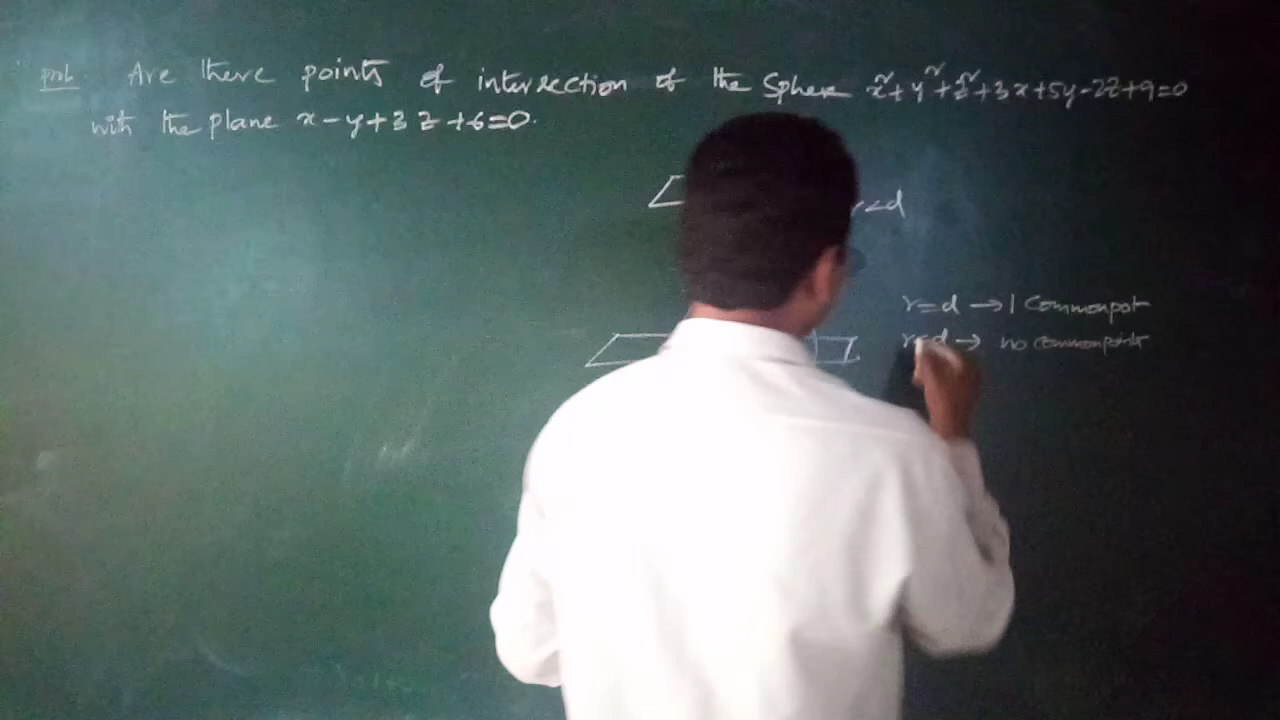 prob. Are there points of intersection of the Sphere x²+y²+z²+3x+5y-2z+9=0
with the plane x-y+3z+6=0.
r<d
r=d → 1 Common point
d → no common points